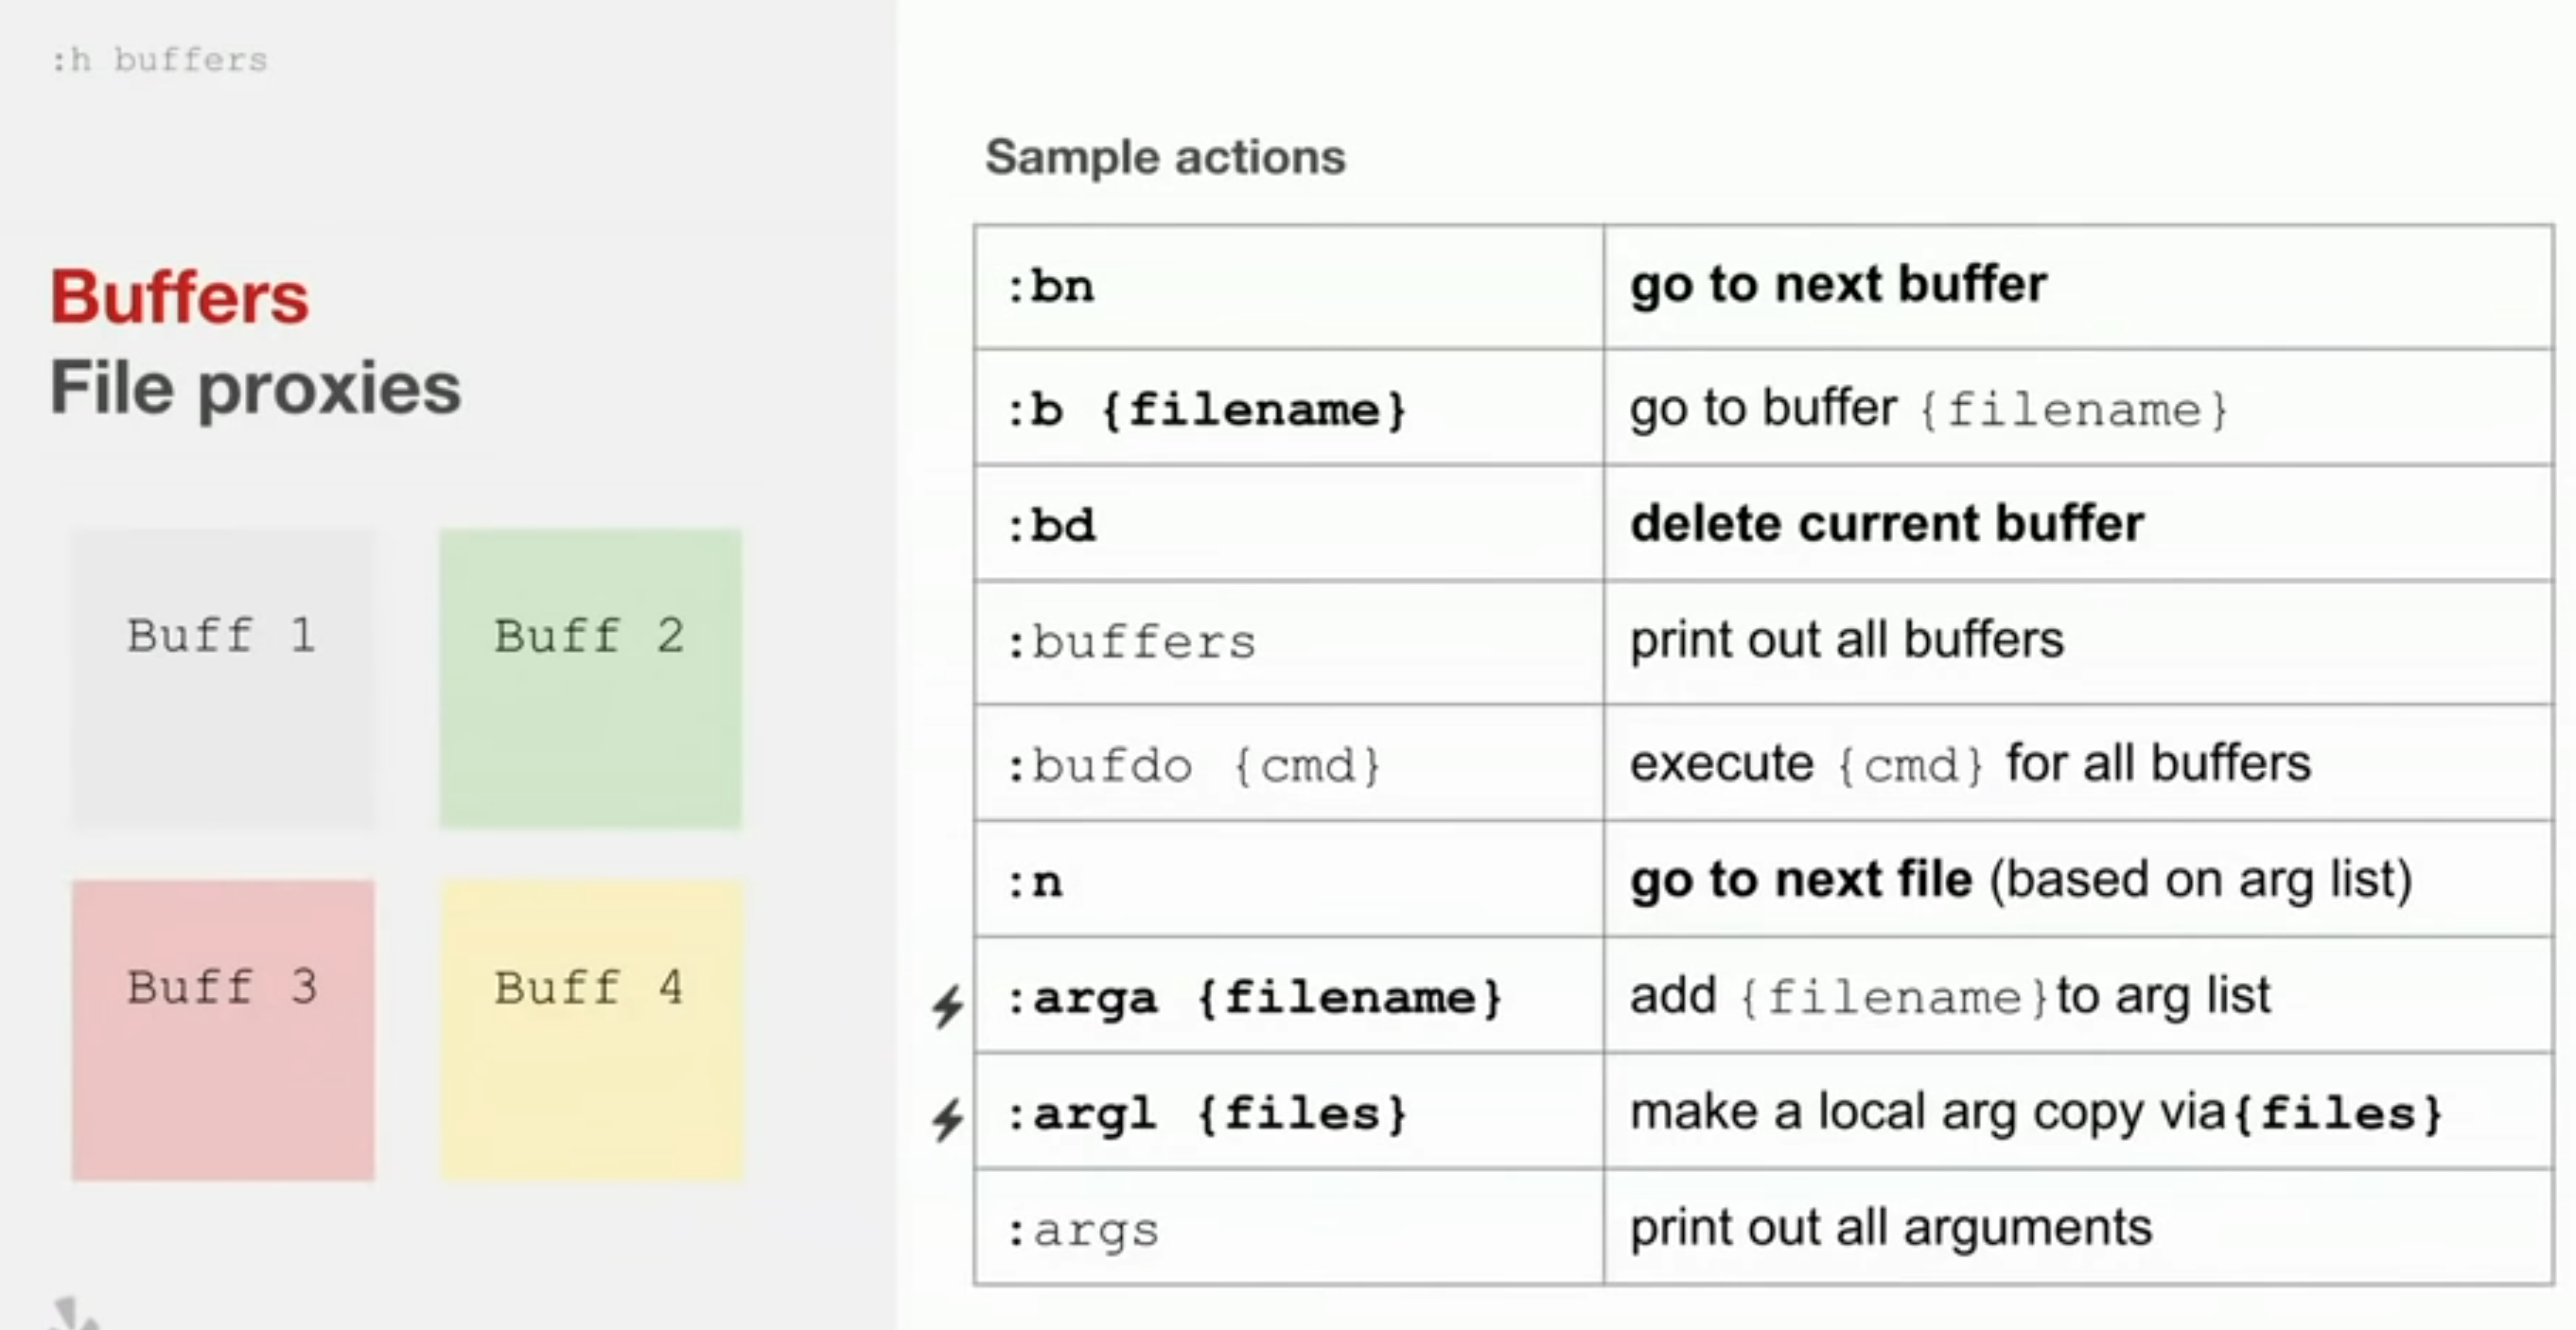 :h buffers
Buffers
File proxies
Buff 1
Buff 2
Buff 3
Buff 4
Sample actions
:bn go to next buffer
:b {filename} go to buffer {filename}
:bd delete current buffer
:buffers print out all buffers
:bufdo {cmd} execute {cmd} for all buffers
:n go to next file (based on arg list)
:arga {filename} add {filename}to arg list
:argl {files} make a local arg copy via{files}
:args print out all arguments